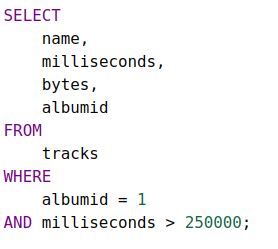 SELECT
    name,
    milliseconds,
    bytes,
    albumid
FROM
    tracks
WHERE
    albumid = 1
AND milliseconds > 250000;